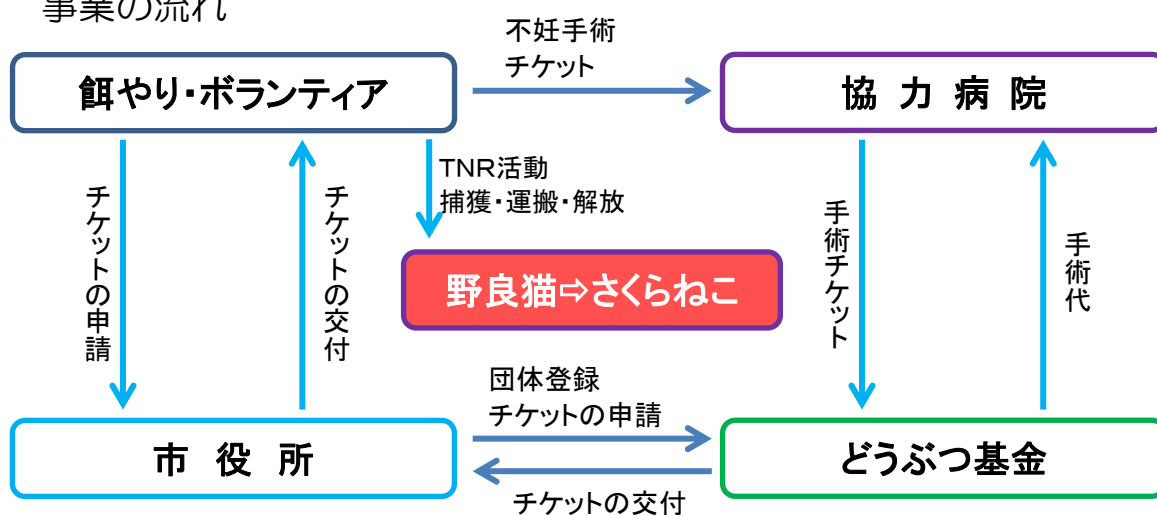 事業の流れ
不妊手術
チケット
餌やり・ボランティア
協 力 病 院
TNR活動
捕獲・運搬・解放
チケットの申請
チケットの交付
手術チケット
手術代
野良猫⇨さくらねこ
団体登録
チケットの申請
市 役 所
どうぶつ基金
チケットの交付